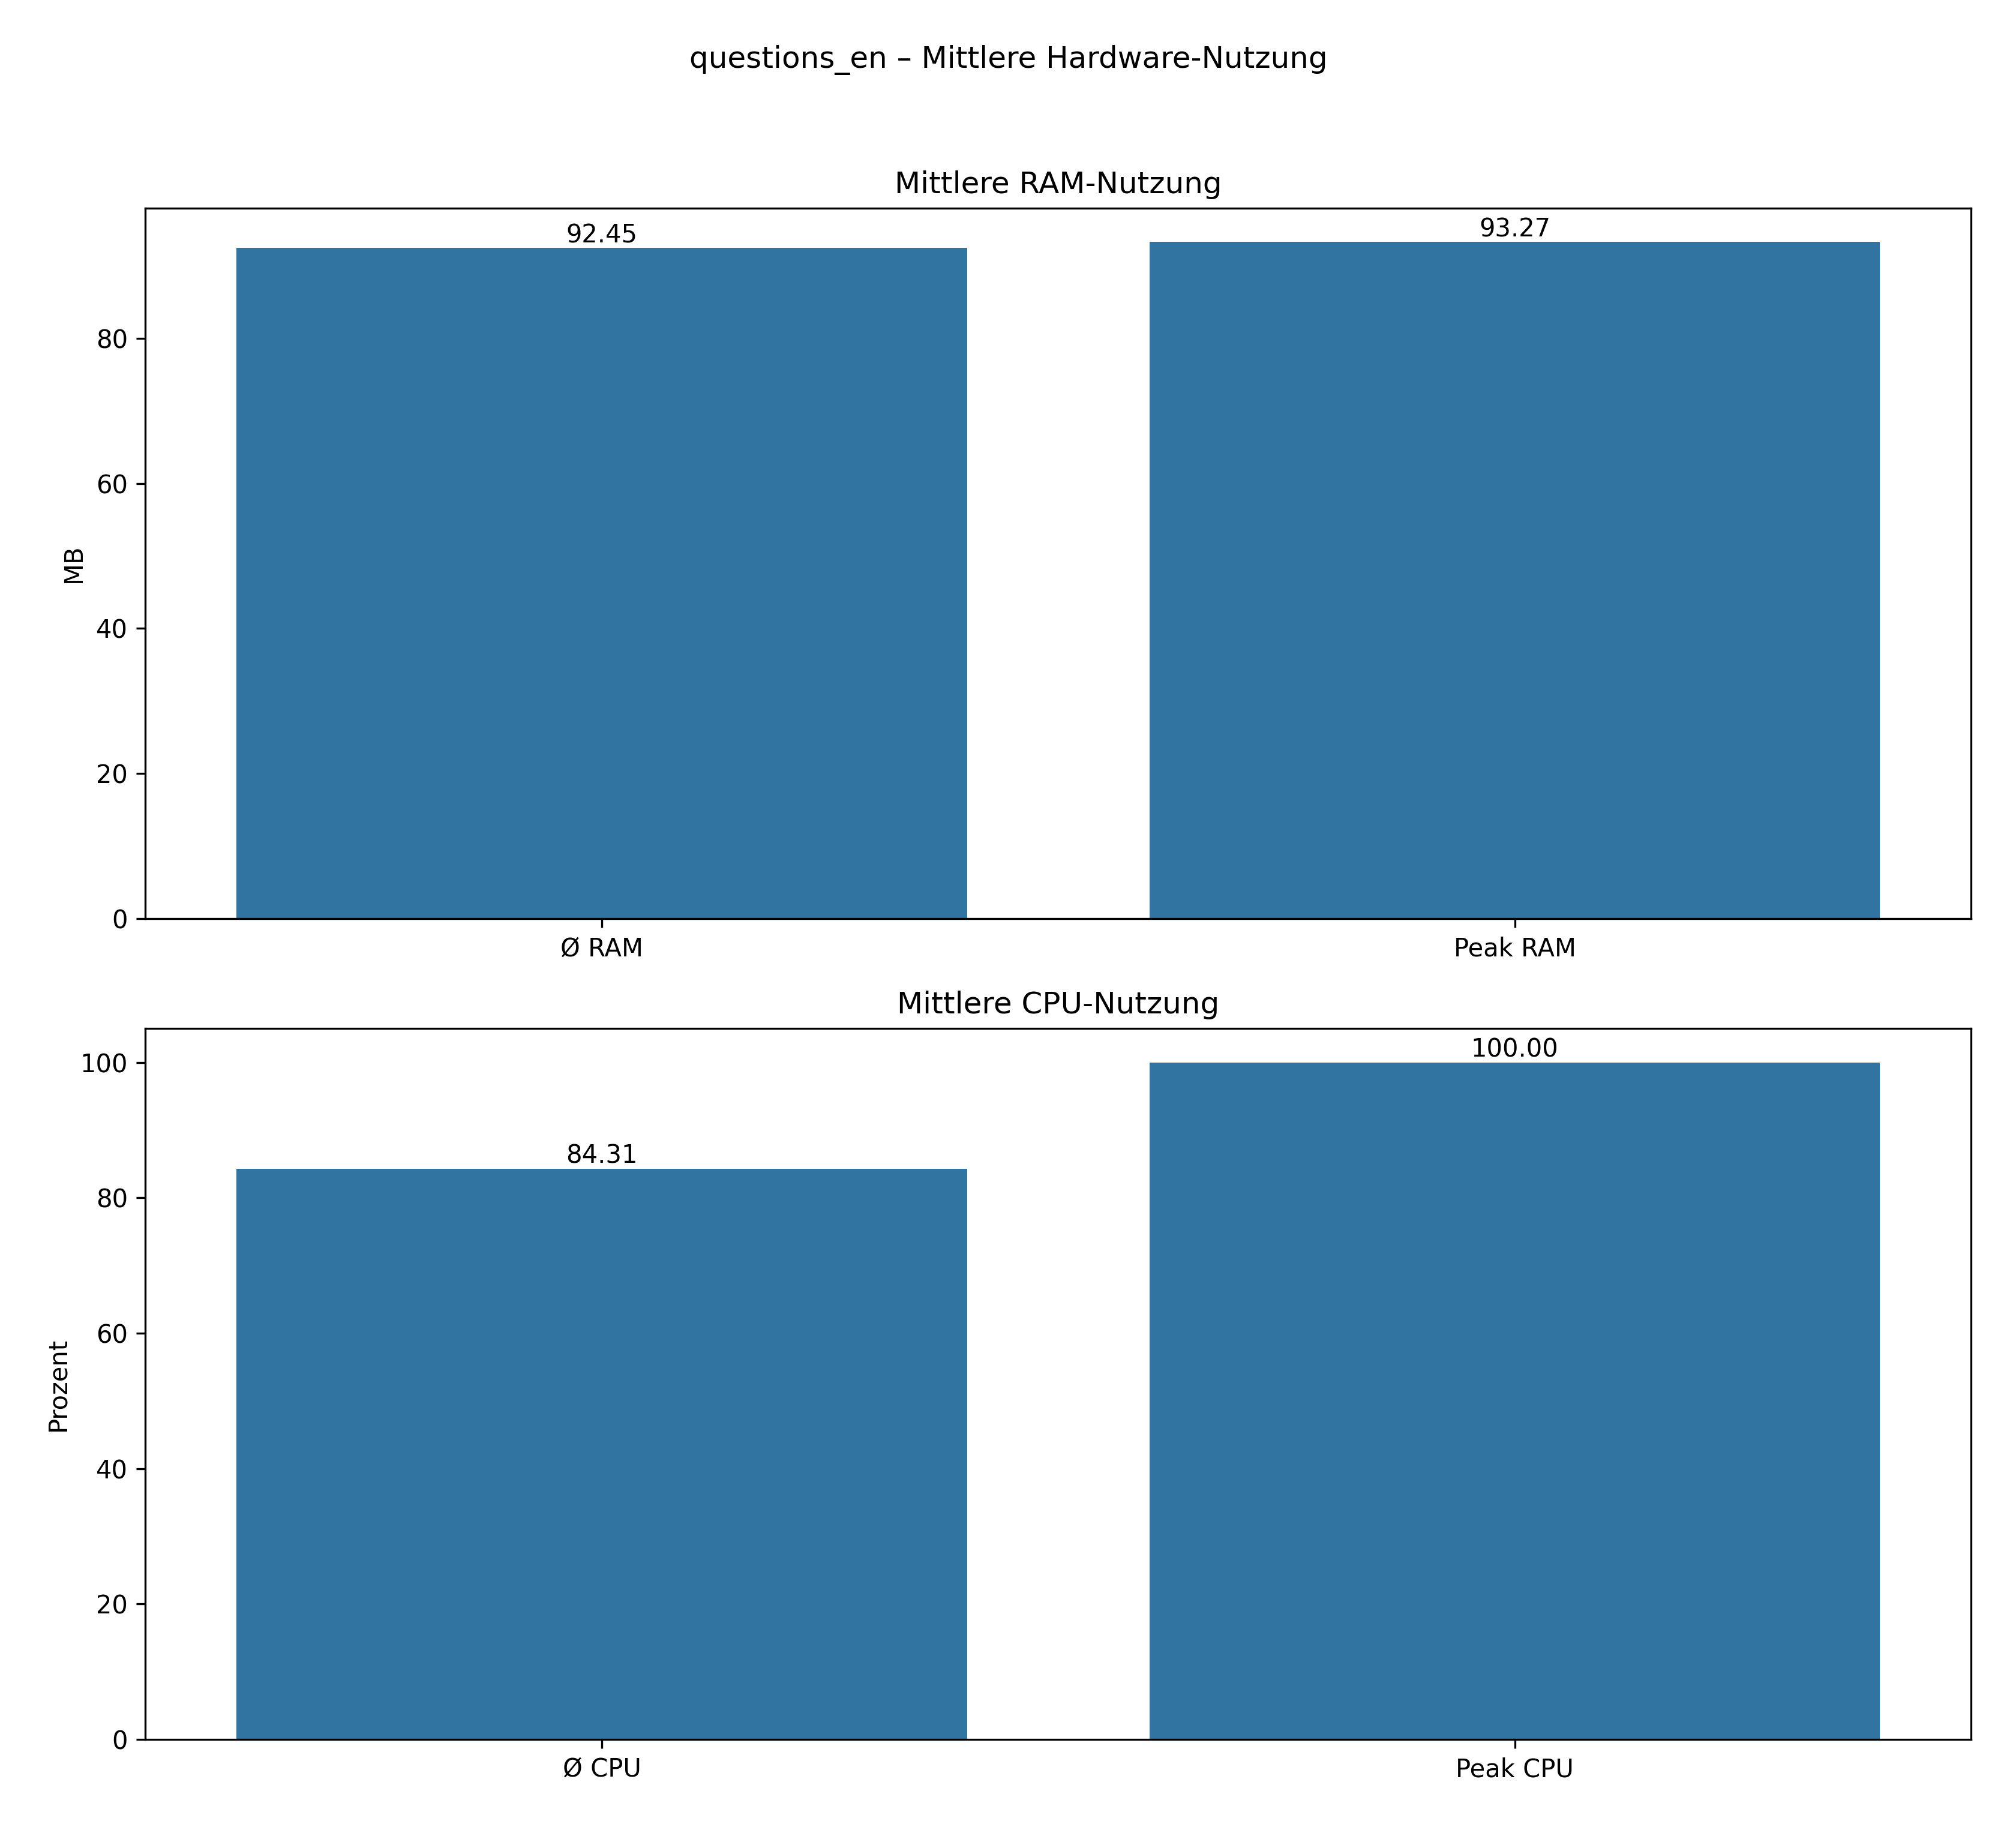 questions_en – Mittlere Hardware-Nutzung
Mittlere RAM-Nutzung
92.45
93.27
80
60
MB
40
20
0
Ø RAM
Peak RAM
Mittlere CPU-Nutzung
100.00
100
84.31
80
60
Prozent
40
20
0
Ø CPU
Peak CPU